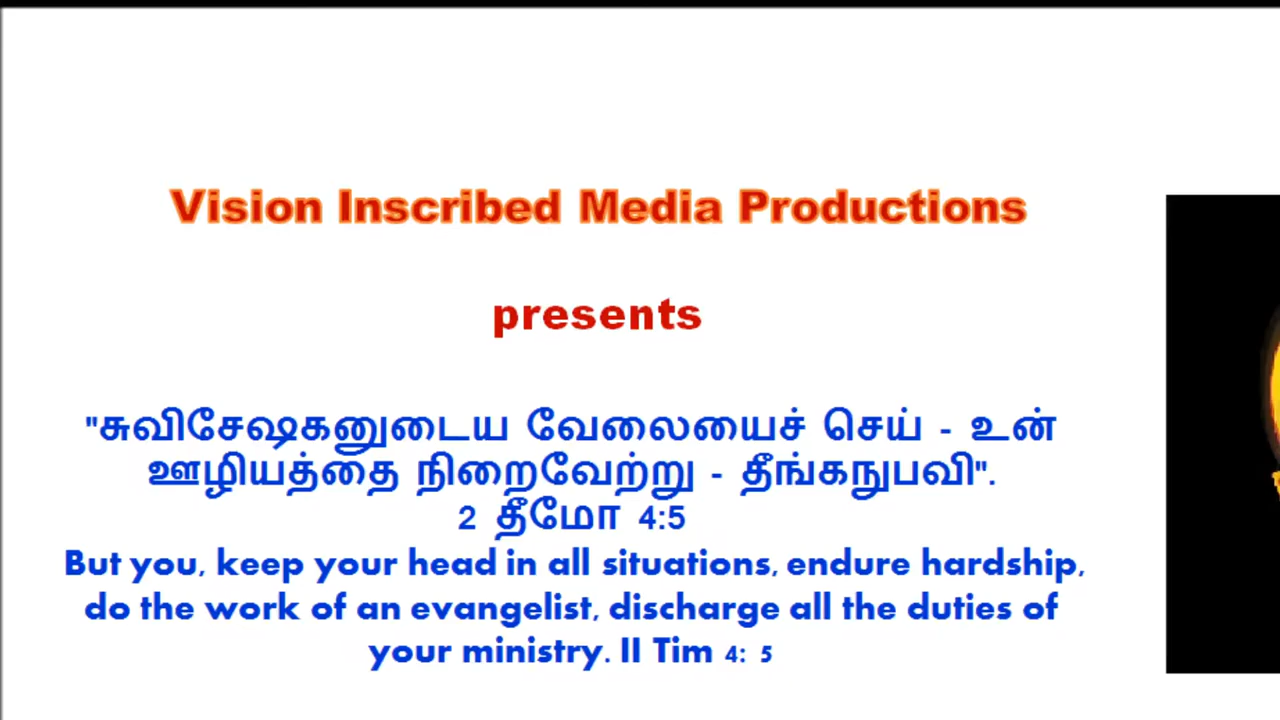 Vision Inscribed Media Productions
presents
"சுவிசேஷகனுடைய வேலையைச் செய் - உன்
ஊழியத்தை நிறைவேற்று - தீங்கநுபவி".
2 தீமோ 4:5
But you, keep your head in all situations, endure hardship,
do the work of an evangelist, discharge all the duties of
your ministry. II Tim 4: 5